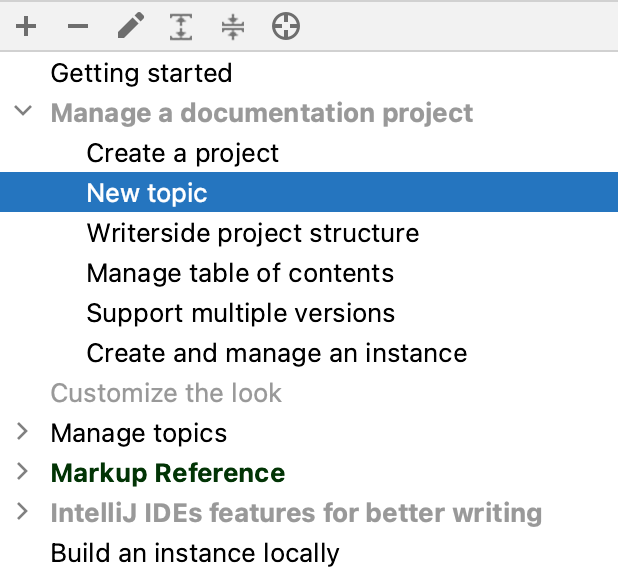 Getting started
Manage a documentation project
Create a project
New topic
Writerside project structure
Manage table of contents
Support multiple versions
Create and manage an instance
Customize the look
Manage topics
Markup Reference
IntelliJ IDEs features for better writing
Build an instance locally